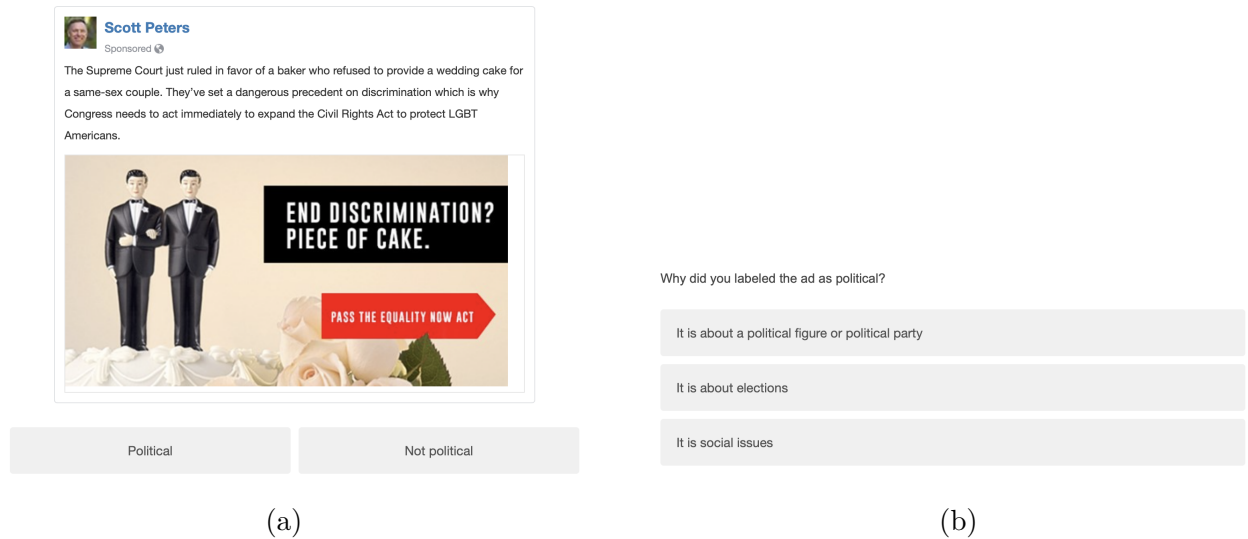 Scott Peters
Sponsored
The Supreme Court just ruled in favor of a baker who refused to provide a wedding cake for
a same-sex couple. They've set a dangerous precedent on discrimination which is why
Congress needs to act immediately to expand the Civil Rights Act to protect LGBT
Americans.
END DISCRIMINATION?
PIECE OF CAKE.
PASS THE EQUALITY NOW ACT
Political
Not political
(a)
Why did you labeled the ad as political?
It is about a political figure or political party
It is about elections
It is social issues
(b)